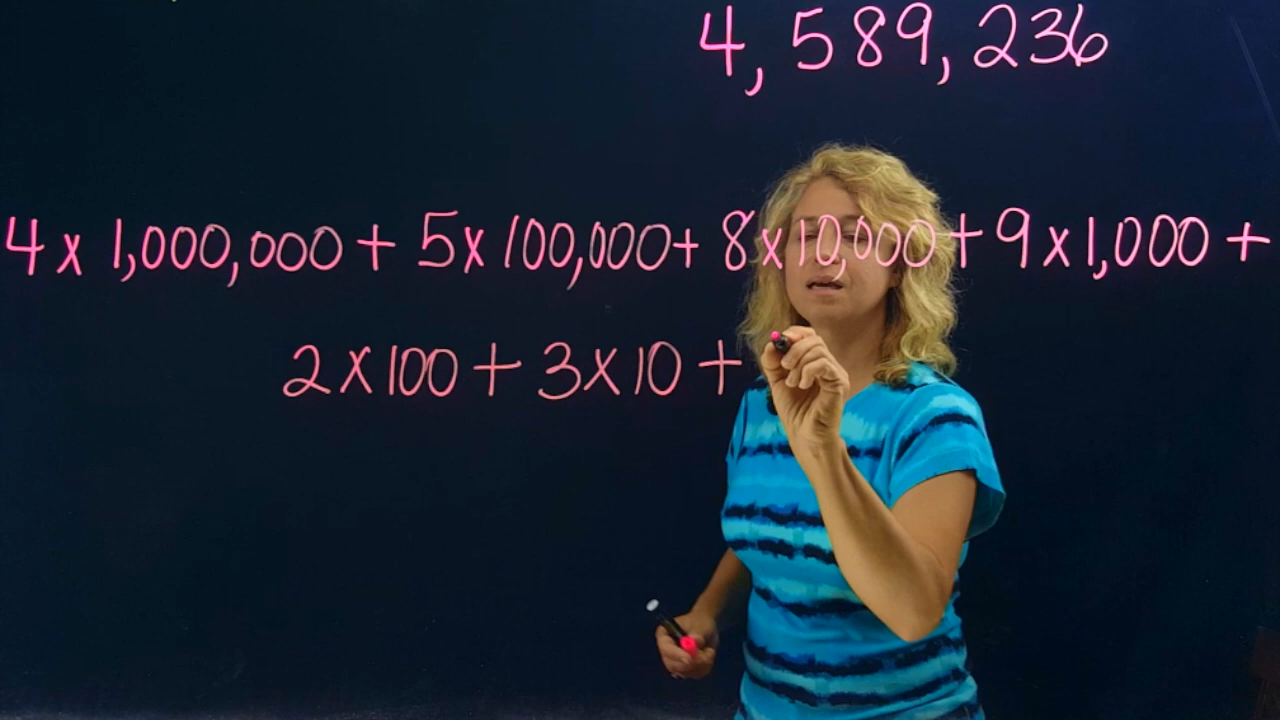 4,589,236
4 x 1,000,000 + 5 x 100,000 + 8 x 10,000 + 9 x 1,000 +
2 x 100 + 3 x 10 +